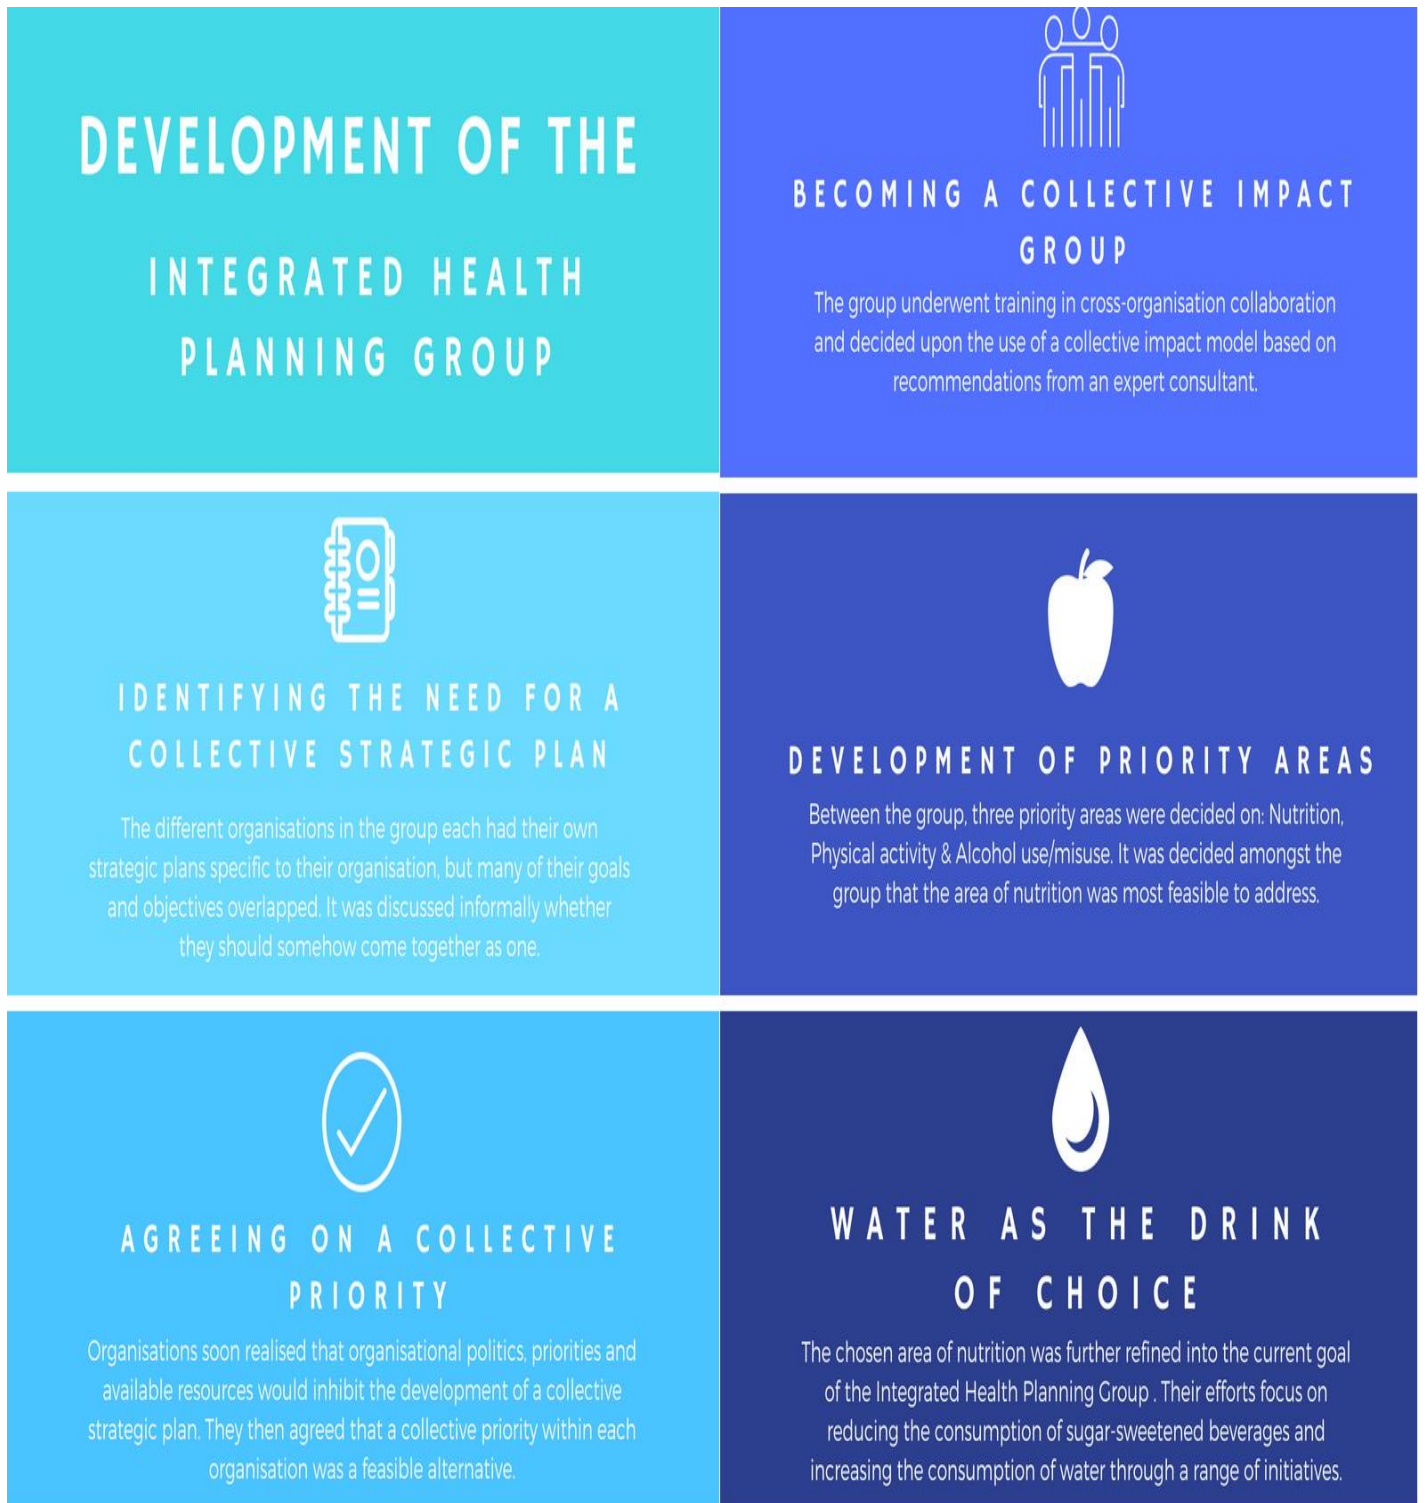 DEVELOPMENT OF THE
INTEGRATED HEALTH
PLANNING GROUP
IDENTIFYING THE NEED FOR A
COLLECTIVE STRATEGIC PLAN
The different organisations in the group each had their own
strategic plans specific to their organisation, but many of their goals
and objectives overlapped. It was discussed informally whether
they should somehow come together as one.
AGREEING ON A COLLECTIVE
PRIORITY
Organisations soon realised that organisational politics, priorities and
available resources would inhibit the development of a collective
strategic plan. They then agreed that a collective priority within each
organisation was a feasible alternative.
BECOMING A COLLECTIVE IMPACT
GROUP
The group underwent training in cross-organisation collaboration
and decided upon the use of a collective impact model based on
recommendations from an expert consultant.
DEVELOPMENT OF PRIORITY AREAS
Between the group, three priority areas were decided on: Nutrition,
Physical activity & Alcohol use/misuse. It was decided amongst the
group that the area of nutrition was most feasible to address.
WATER AS THE DRINK
OF CHOICE
The chosen area of nutrition was further refined into the current goal
of the Integrated Health Planning Group . Their efforts focus on
reducing the consumption of sugar-sweetened beverages and
increasing the consumption of water through a range of initiatives.